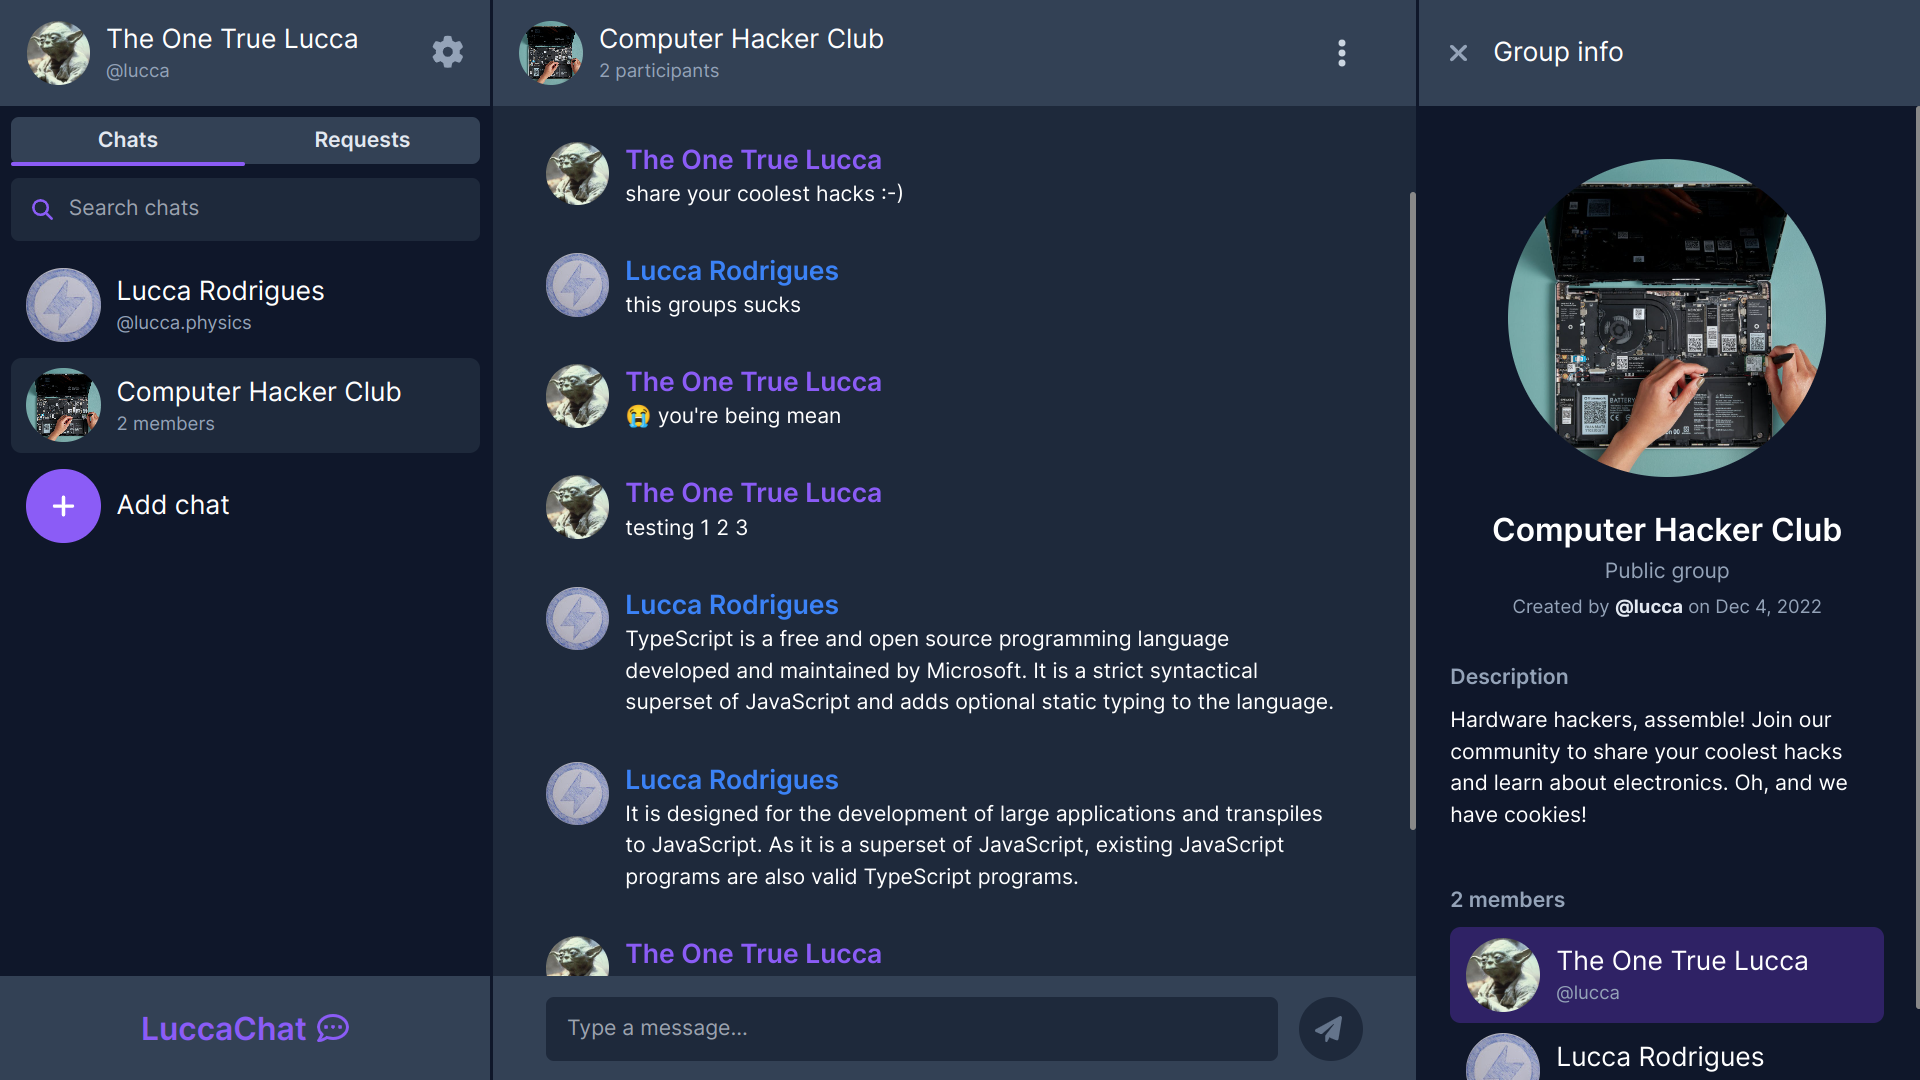 The One True Lucca
@lucca
Chats
Requests
Search chats
Lucca Rodrigues
@lucca.physics
Computer Hacker Club
2 members
Add chat
LuccaChat
Computer Hacker Club
2 participants
The One True Lucca
share your coolest hacks :-)
Lucca Rodrigues
this groups sucks
The One True Lucca
😭 you're being mean
The One True Lucca
testing 1 2 3
Lucca Rodrigues
TypeScript is a free and open source programming language
developed and maintained by Microsoft. It is a strict syntactical
superset of JavaScript and adds optional static typing to the language.
Lucca Rodrigues
It is designed for the development of large applications and transpiles
to JavaScript. As it is a superset of JavaScript, existing JavaScript
programs are also valid TypeScript programs.
The One True Lucca
Type a message...
Group info
Computer Hacker Club
Public group
Created by @lucca on Dec 4, 2022
Description
Hardware hackers, assemble! Join our
community to share your coolest hacks
and learn about electronics. Oh, and we
have cookies!
2 members
The One True Lucca
@lucca
Lucca Rodrigues